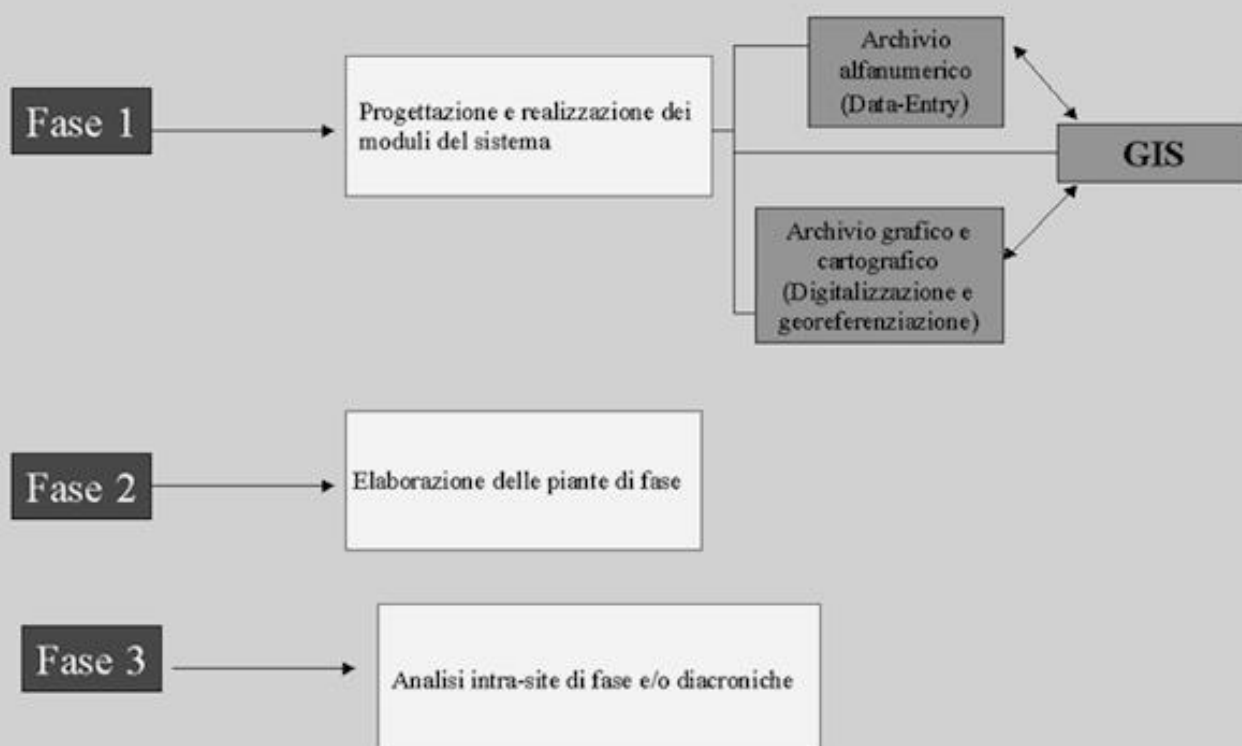 Fase 1
Progettazione e realizzazione dei
moduli del sistema
Archivio
alfanumerico
(Data-Entry)
GIS
Archivio grafico e
cartografico
(Digitalizzazione e
georeferenziazione)
Fase 2
Elaborazione delle piante di fase
Fase 3
Analisi intra-site di fase e/o diacroniche